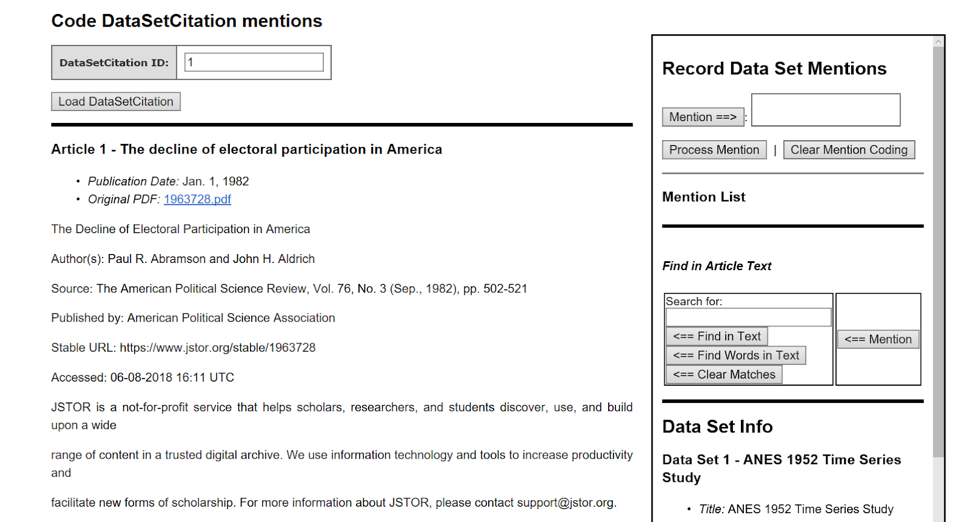 Code DataSetCitation mentions
DataSetCitation ID: 1
Load DataSetCitation
Article 1 - The decline of electoral participation in America
• Publication Date: Jan. 1, 1982
• Original PDF: 1963728.pdf
The Decline of Electoral Participation in America
Author(s): Paul R. Abramson and John H. Aldrich
Source: The American Political Science Review, Vol. 76, No. 3 (Sep., 1982), pp. 502-521
Published by: American Political Science Association
Stable URL: https://www.jstor.org/stable/1963728
Accessed: 06-08-2018 16:11 UTC
JSTOR is a not-for-profit service that helps scholars, researchers, and students discover, use, and build
upon a wide
range of content in a trusted digital archive. We use information technology and tools to increase productivity
and
facilitate new forms of scholarship. For more information about JSTOR, please contact support@jstor.org.
Record Data Set Mentions
Mention ==> :
Process Mention | Clear Mention Coding
Mention List
Find in Article Text
Search for:
<== Find in Text
<== Find Words in Text
<== Clear Matches
<== Mention
Data Set Info
Data Set 1 - ANES 1952 Time Series
Study
• Title: ANES 1952 Time Series Study